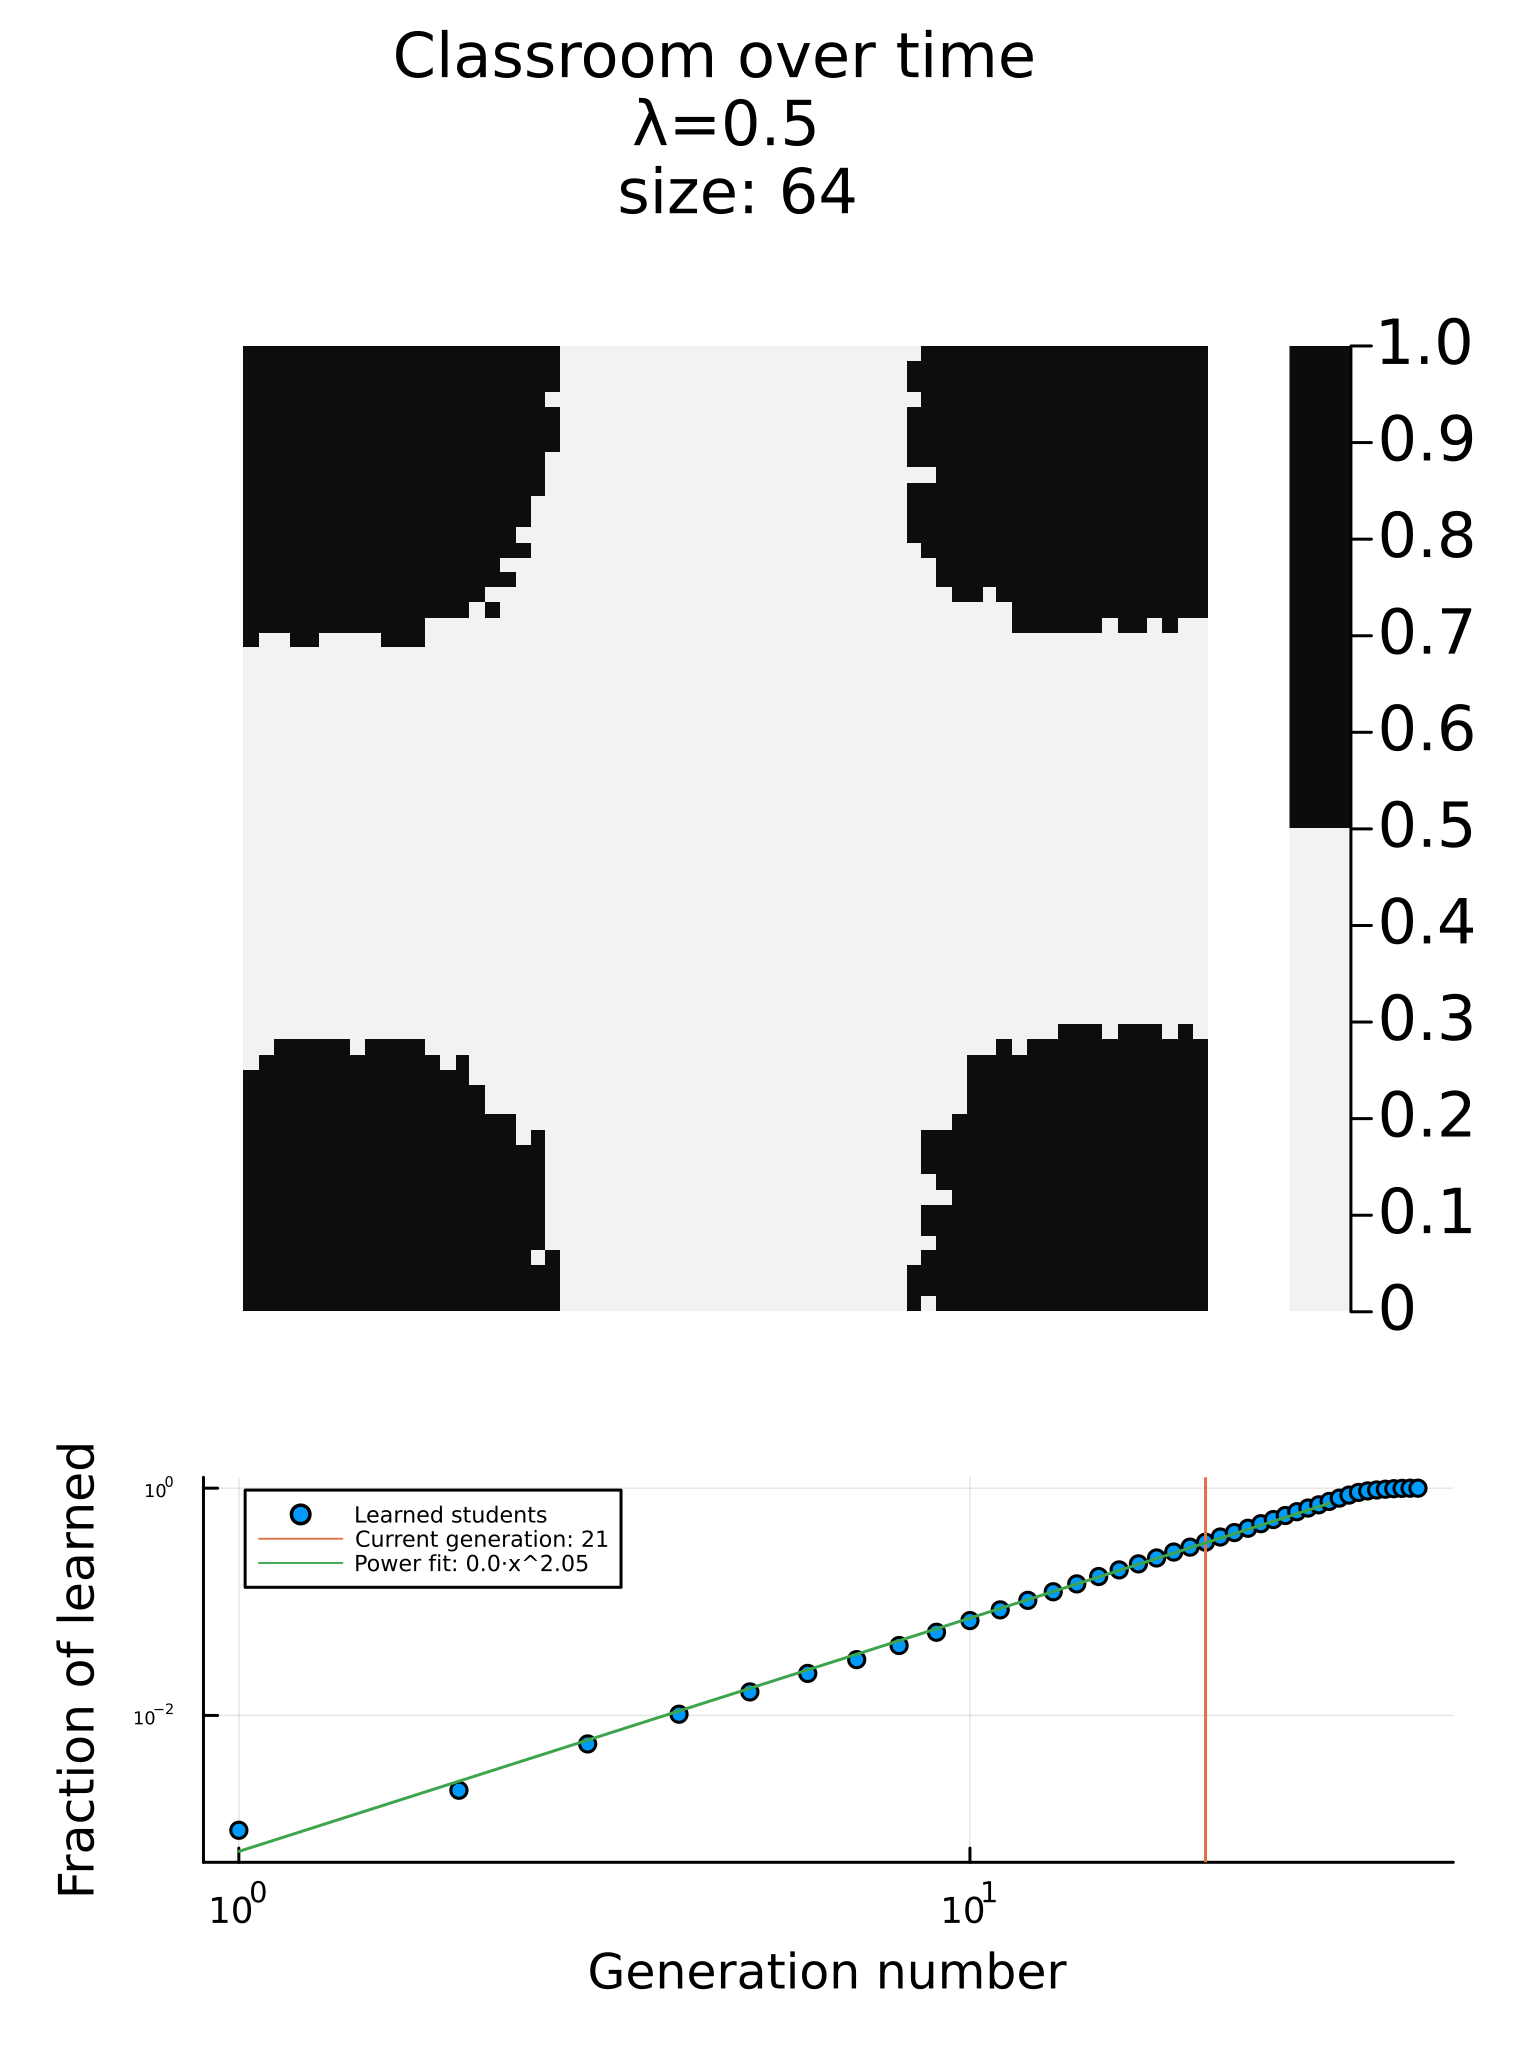 Classroom over time
λ=0.5
size: 64
1.0
0.9
0.8
0.7
0.6
0.5
0.4
0.3
0.2
0.1
0
Fraction of learned
10^0
10^−2
Learned students
Current generation: 21
Power fit: 0.0·x^2.05
10^0
10^1
Generation number